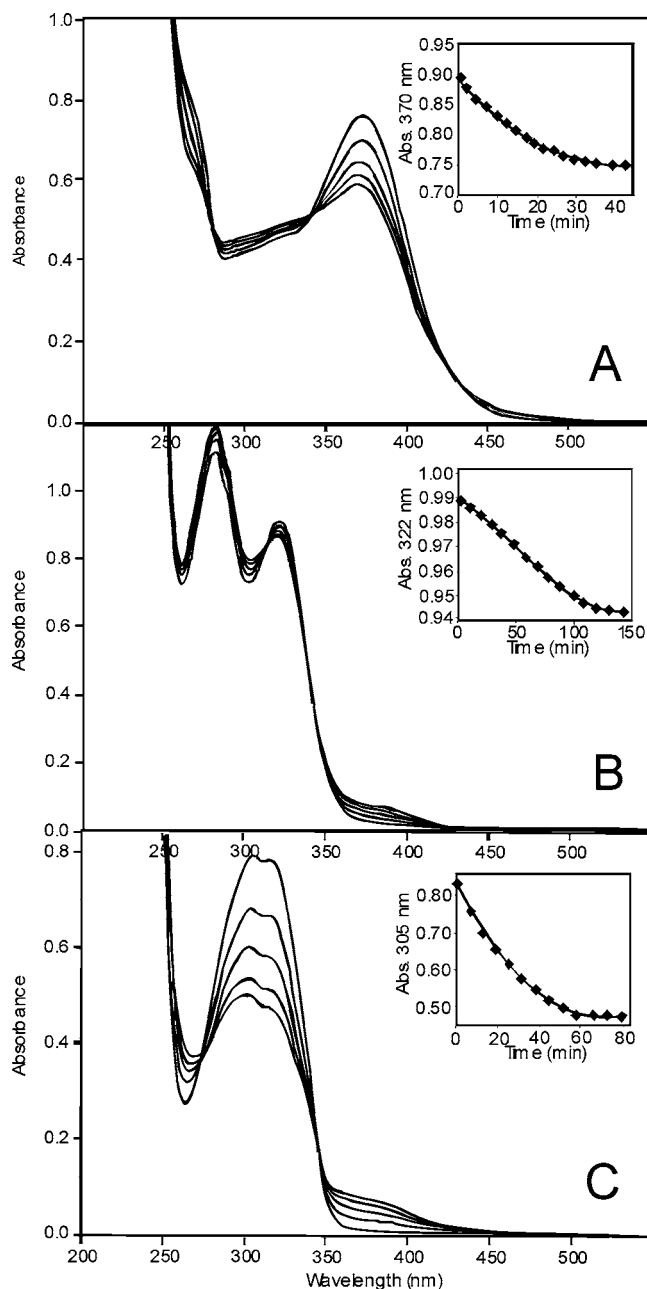 1.0
0.8
0.6
0.4
0.2
0.0
Absorbance
250 300 350 400 450 500
A
0.95
0.90
0.85
0.80
0.75
0.70
Abs. 370 nm
0 10 20 30 40
Time (min)
1.0
0.8
0.6
0.4
0.2
0.0
Absorbance
250 300 350 400 450 500
B
1.00
0.99
0.98
0.97
0.96
0.95
0.94
Abs. 322 nm
0 50 100 150
Time (min)
0.8
0.6
0.4
0.2
0.0
Absorbance
200 250 300 350 400 450 500
Wavelength (nm)
C
0.80
0.70
0.60
0.50
Abs. 305 nm
0 20 40 60 80
Time (min)